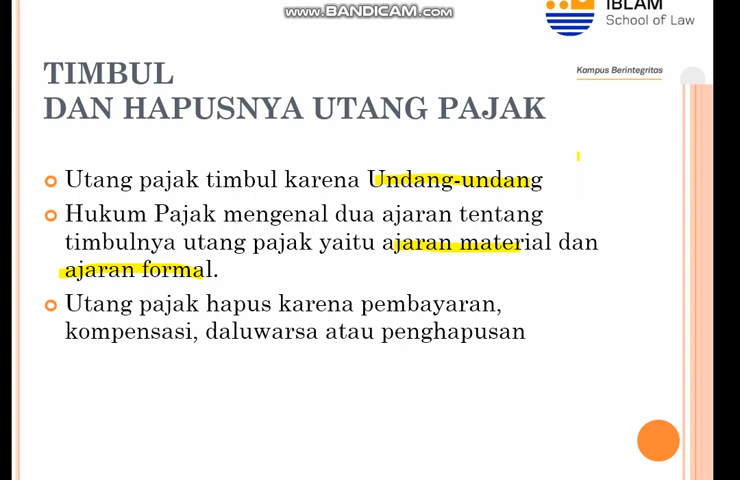 www.BANDICAM.com
IBLAM
School of Law
Kampus Berintegritas
TIMBUL
DAN HAPUSNYA UTANG PAJAK
Utang pajak timbul karena Undang-undang
Hukum Pajak mengenal dua ajaran tentang
timbulnya utang pajak yaitu ajaran material dan
ajaran formal.
Utang pajak hapus karena pembayaran,
kompensasi, daluwarsa atau penghapusan